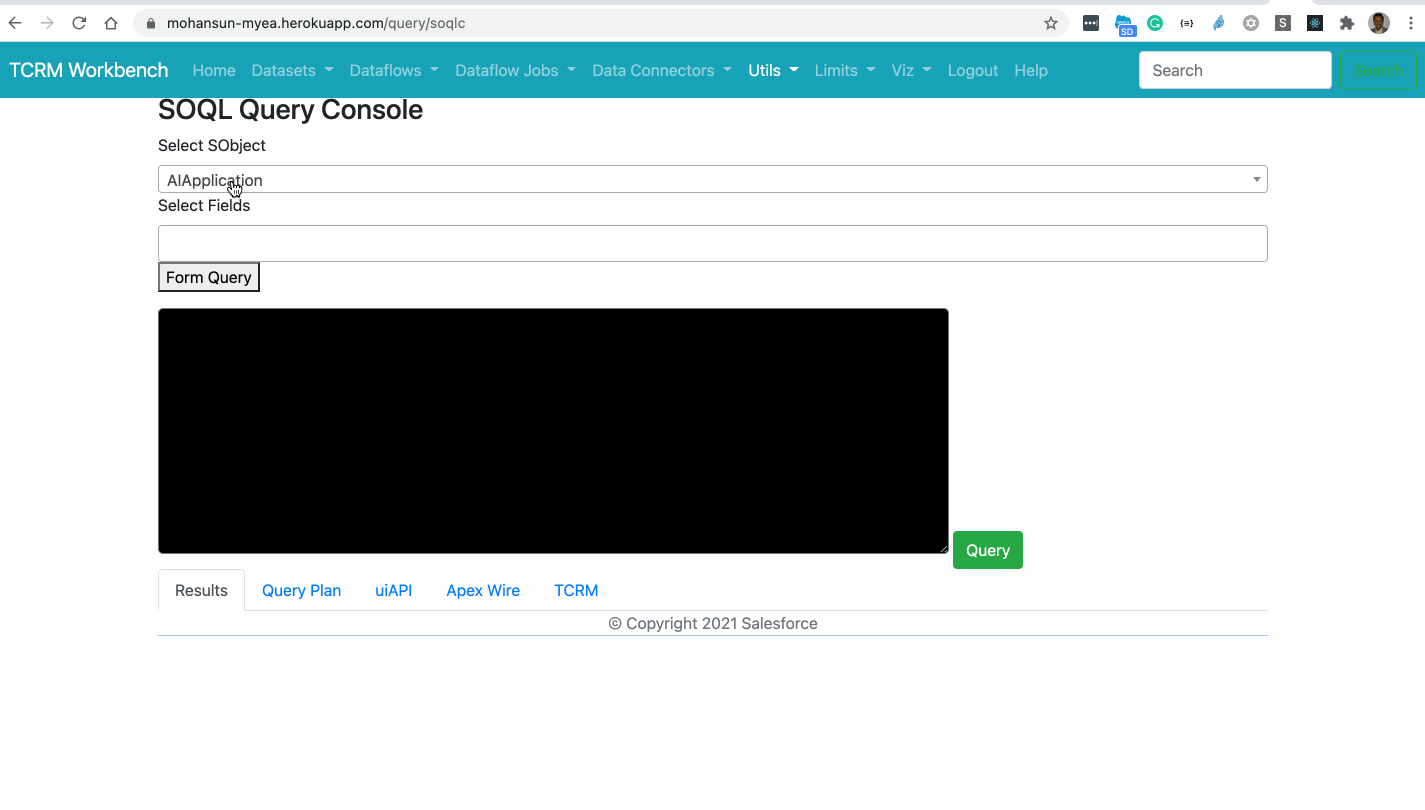 mohansun-myea.herokuapp.com/query/soqlc
SD
{=}
S
TCRM Workbench Home Datasets Dataflows Dataflow Jobs Data Connectors Utils Limits Viz Logout Help Search Search
SOQL Query Console
Select SObject
AIApplication
Select Fields
Form Query
Query
Results Query Plan uiAPI Apex Wire TCRM
© Copyright 2021 Salesforce